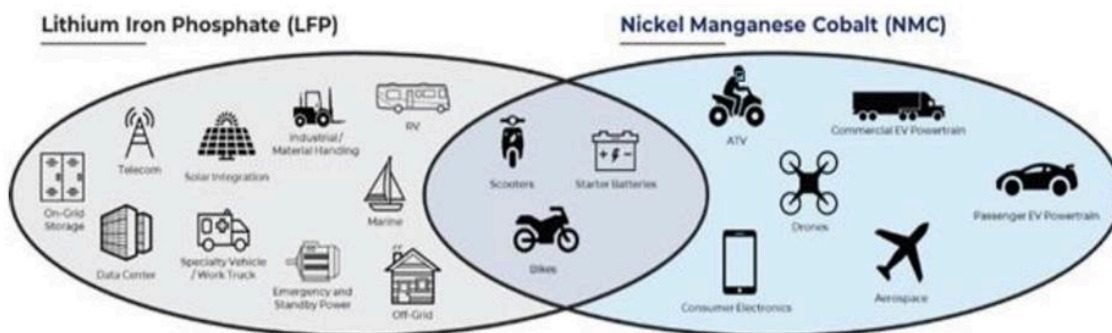 Lithium Iron Phosphate (LFP)
Nickel Manganese Cobalt (NMC)
Telecom
Solar Integration
Industrial /
Material Handing
RV
On-Grid
Storage
Data Center
Specialty Vehicle
/ Work Truck
Emergency and
Standby Power
Marine
Off-Grid
Scooters
Starter Batteries
Bikes
ATV
Commercial EV Powertrain
Drones
Passenger EV Powertrain
Consumer Electronics
Aerospace